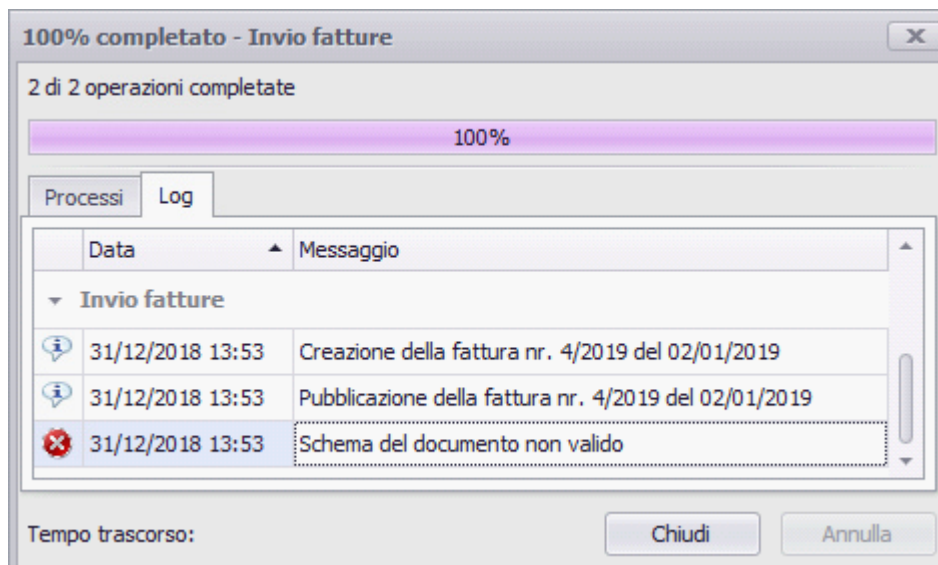 100% completato - Invio fatture
2 di 2 operazioni completate
100%
Processi Log
Data Messaggio
Invio fatture
31/12/2018 13:53 Creazione della fattura nr. 4/2019 del 02/01/2019
31/12/2018 13:53 Pubblicazione della fattura nr. 4/2019 del 02/01/2019
31/12/2018 13:53 Schema del documento non valido
Tempo trascorso: Chiudi Annulla